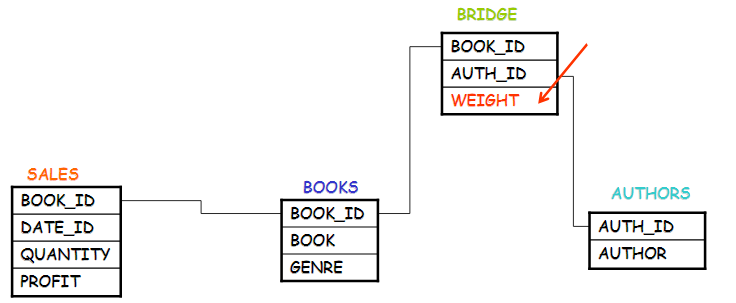 BRIDGE
BOOK_ID
AUTH_ID
WEIGHT
SALES
BOOK_ID
DATE_ID
QUANTITY
PROFIT
BOOKS
BOOK_ID
BOOK
GENRE
AUTHORS
AUTH_ID
AUTHOR